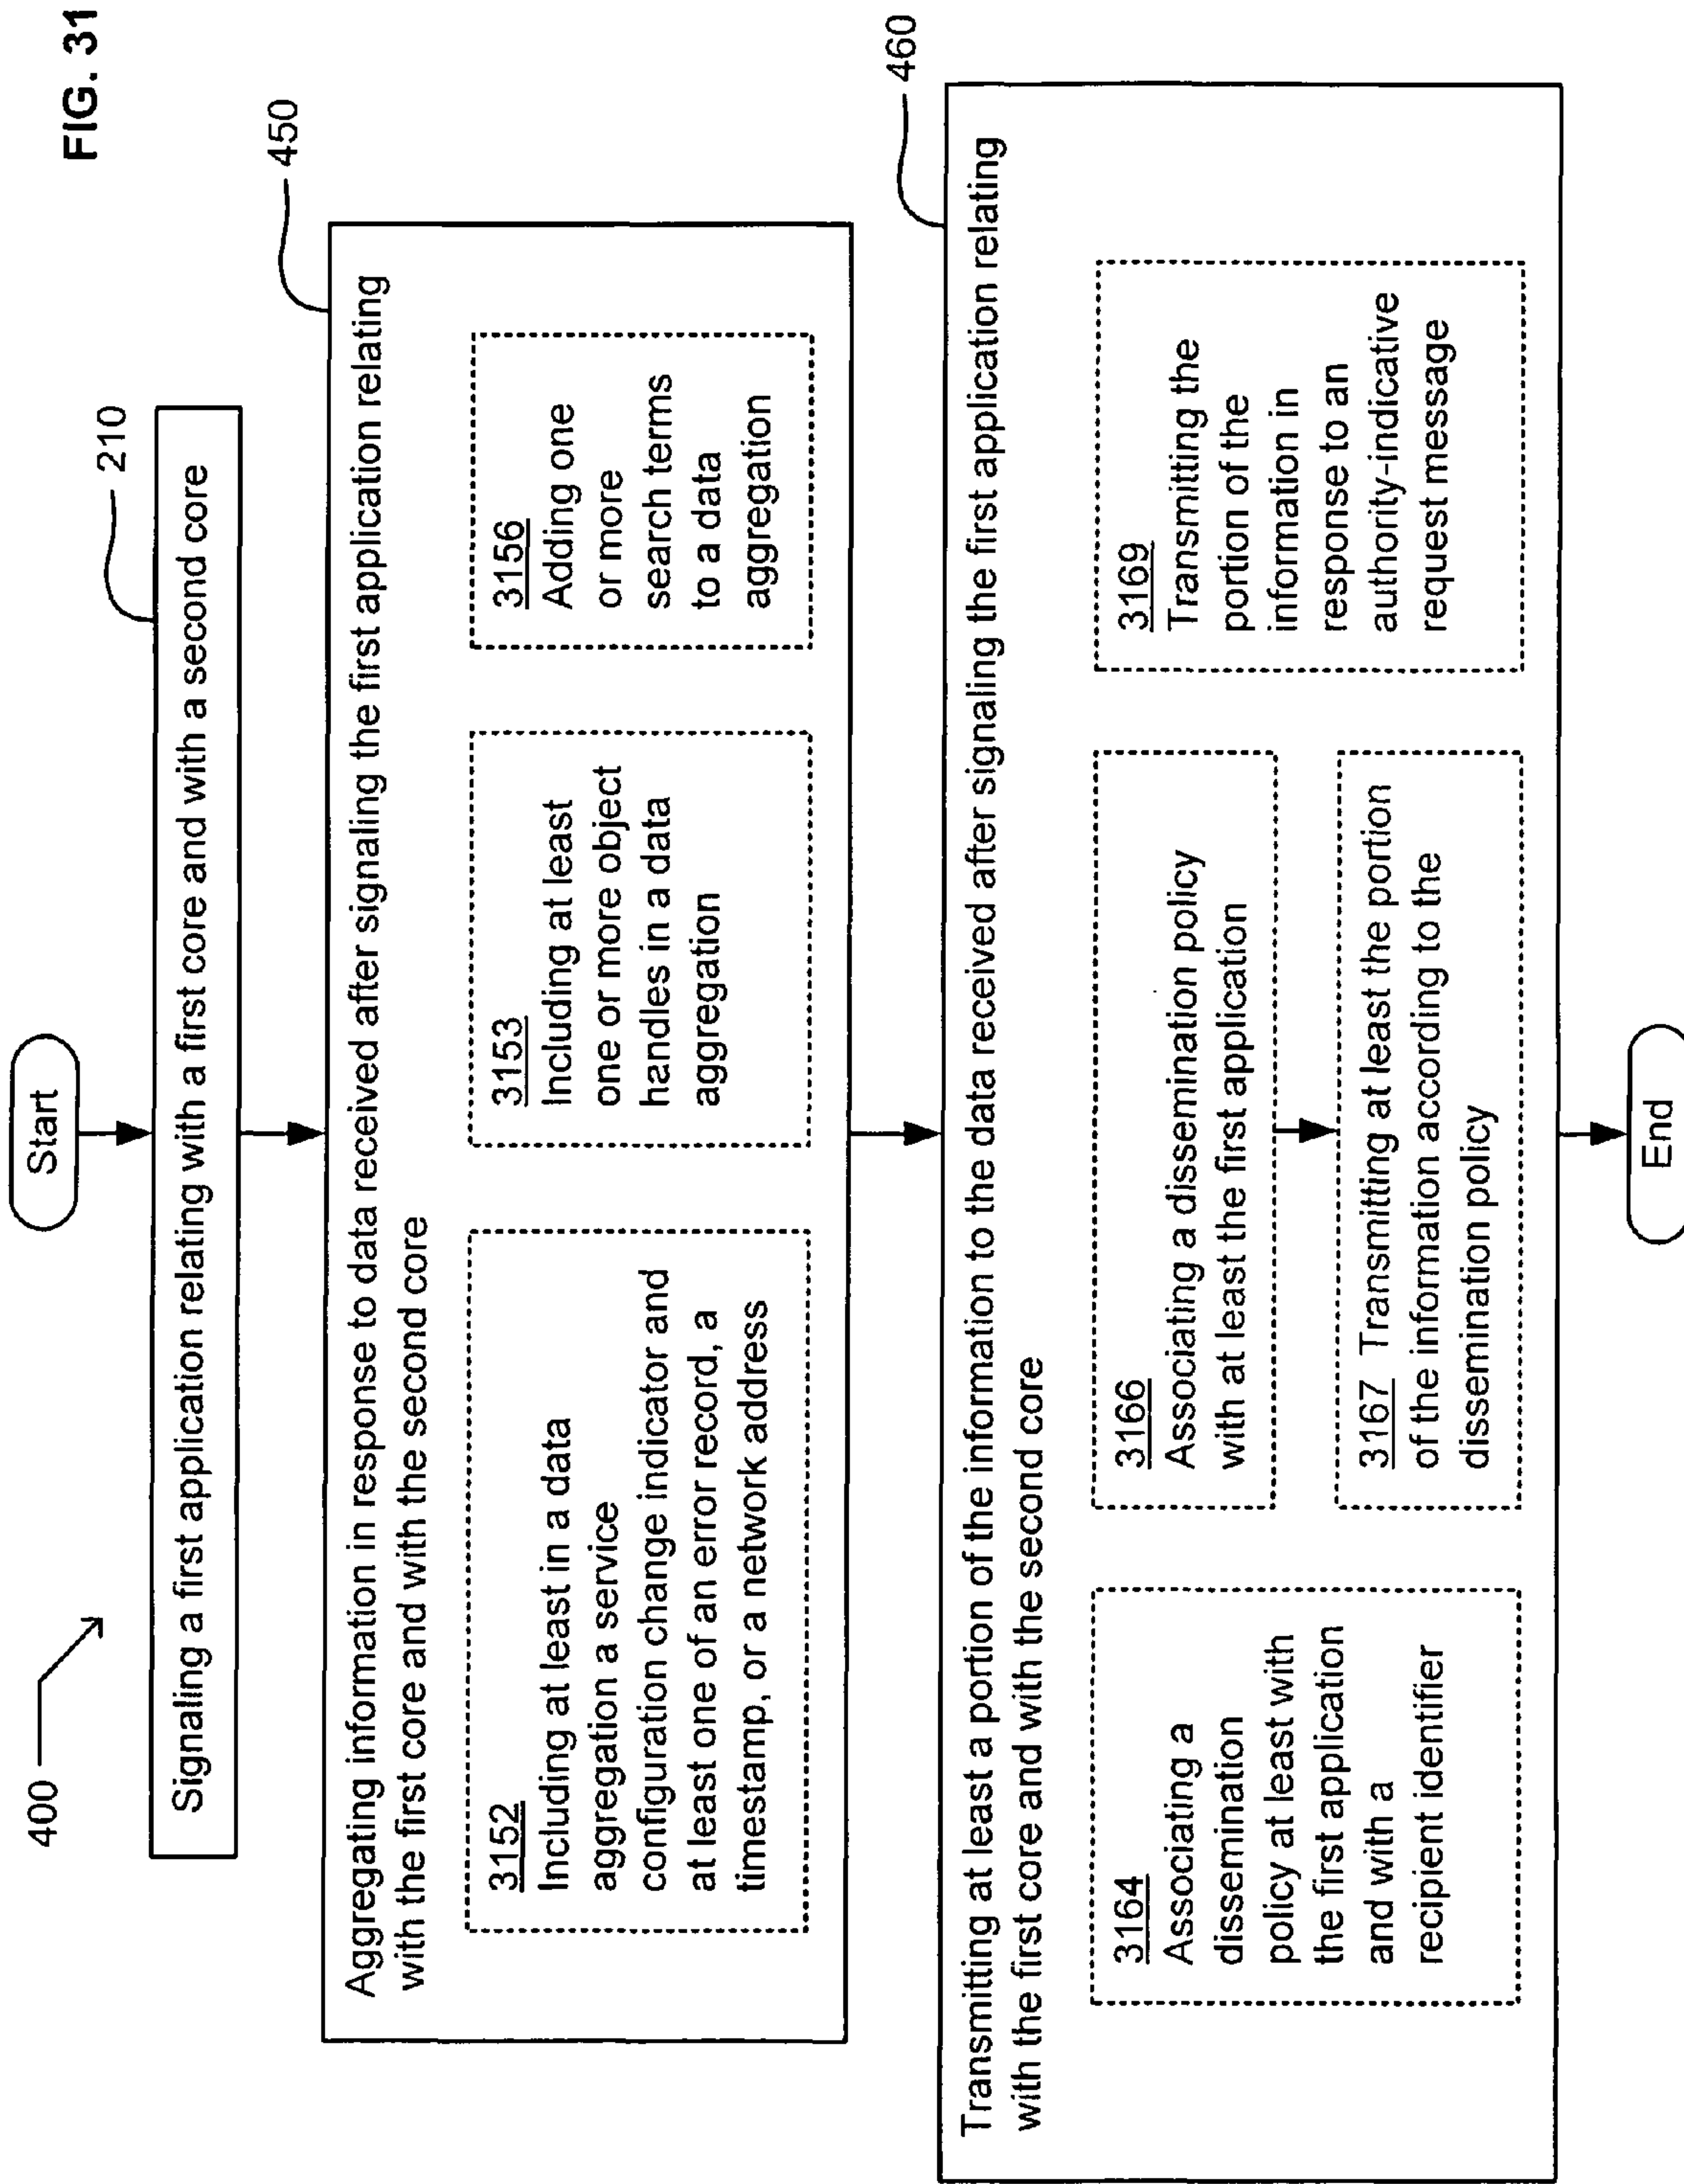 FIG. 31
400
Start
210
Signaling a first application relating with a first core and with a second core
450
Aggregating information in response to data received after signaling the first application relating
with the first core and with the second core
3152
Including at least in a data
aggregation a service
configuration change indicator and
at least one of an error record, a
timestamp, or a network address
3153
Including at least
one or more object
handles in a data
aggregation
3156
Adding one
or more
search terms
to a data
aggregation
460
Transmitting at least a portion of the information to the data received after signaling the first application relating
with the first core and with the second core
3164
Associating a
dissemination
policy at least with
the first application
and with a
recipient identifier
3166
Associating a dissemination policy
with at least the first application
3167 Transmitting at least the portion
of the information according to the
dissemination policy
3169
Transmitting the
portion of the
information in
response to an
authority-indicative
request message
End